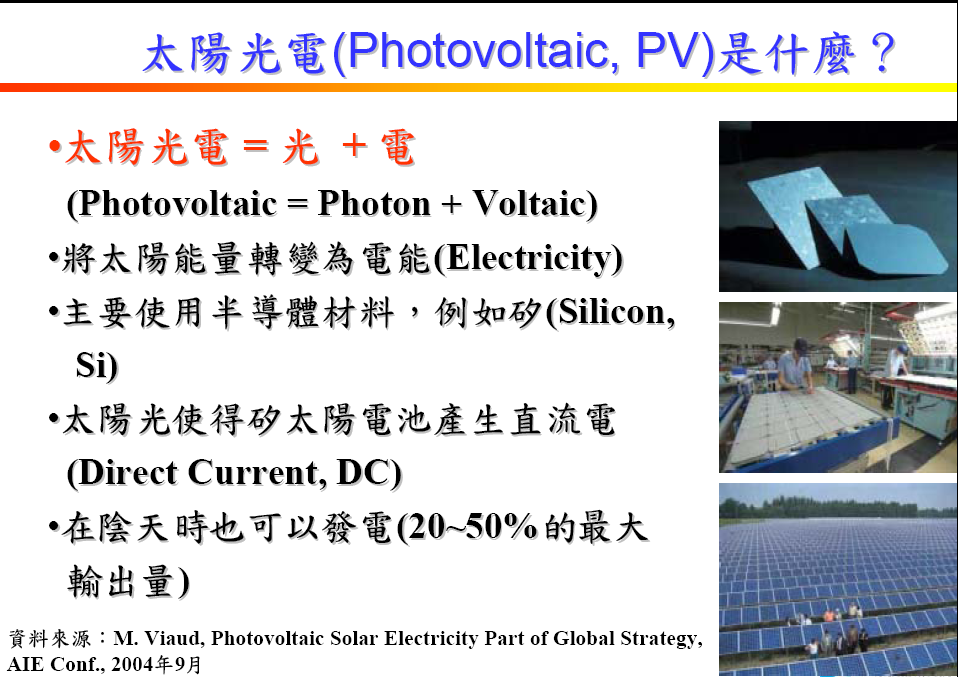 太陽光電(Photovoltaic, PV)是什麼？
•太陽光電 = 光 + 電
(Photovoltaic = Photon + Voltaic)
•將太陽能量轉變為電能(Electricity)
•主要使用半導體材料，例如矽(Silicon,
Si)
•太陽光使得矽太陽電池產生直流電
(Direct Current, DC)
•在陰天時也可以發電(20~50%的最大
輸出量)
資料來源：M. Viaud, Photovoltaic Solar Electricity Part of Global Strategy,
AIE Conf., 2004年9月